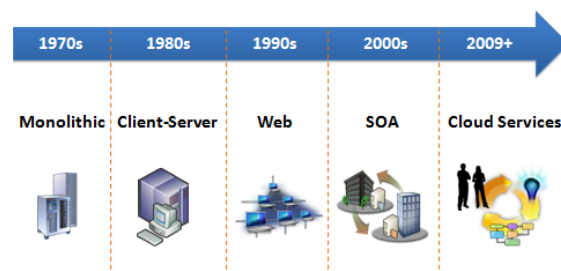 1970s 1980s 1990s 2000s 2009+
Monolithic Client-Server Web SOA Cloud Services